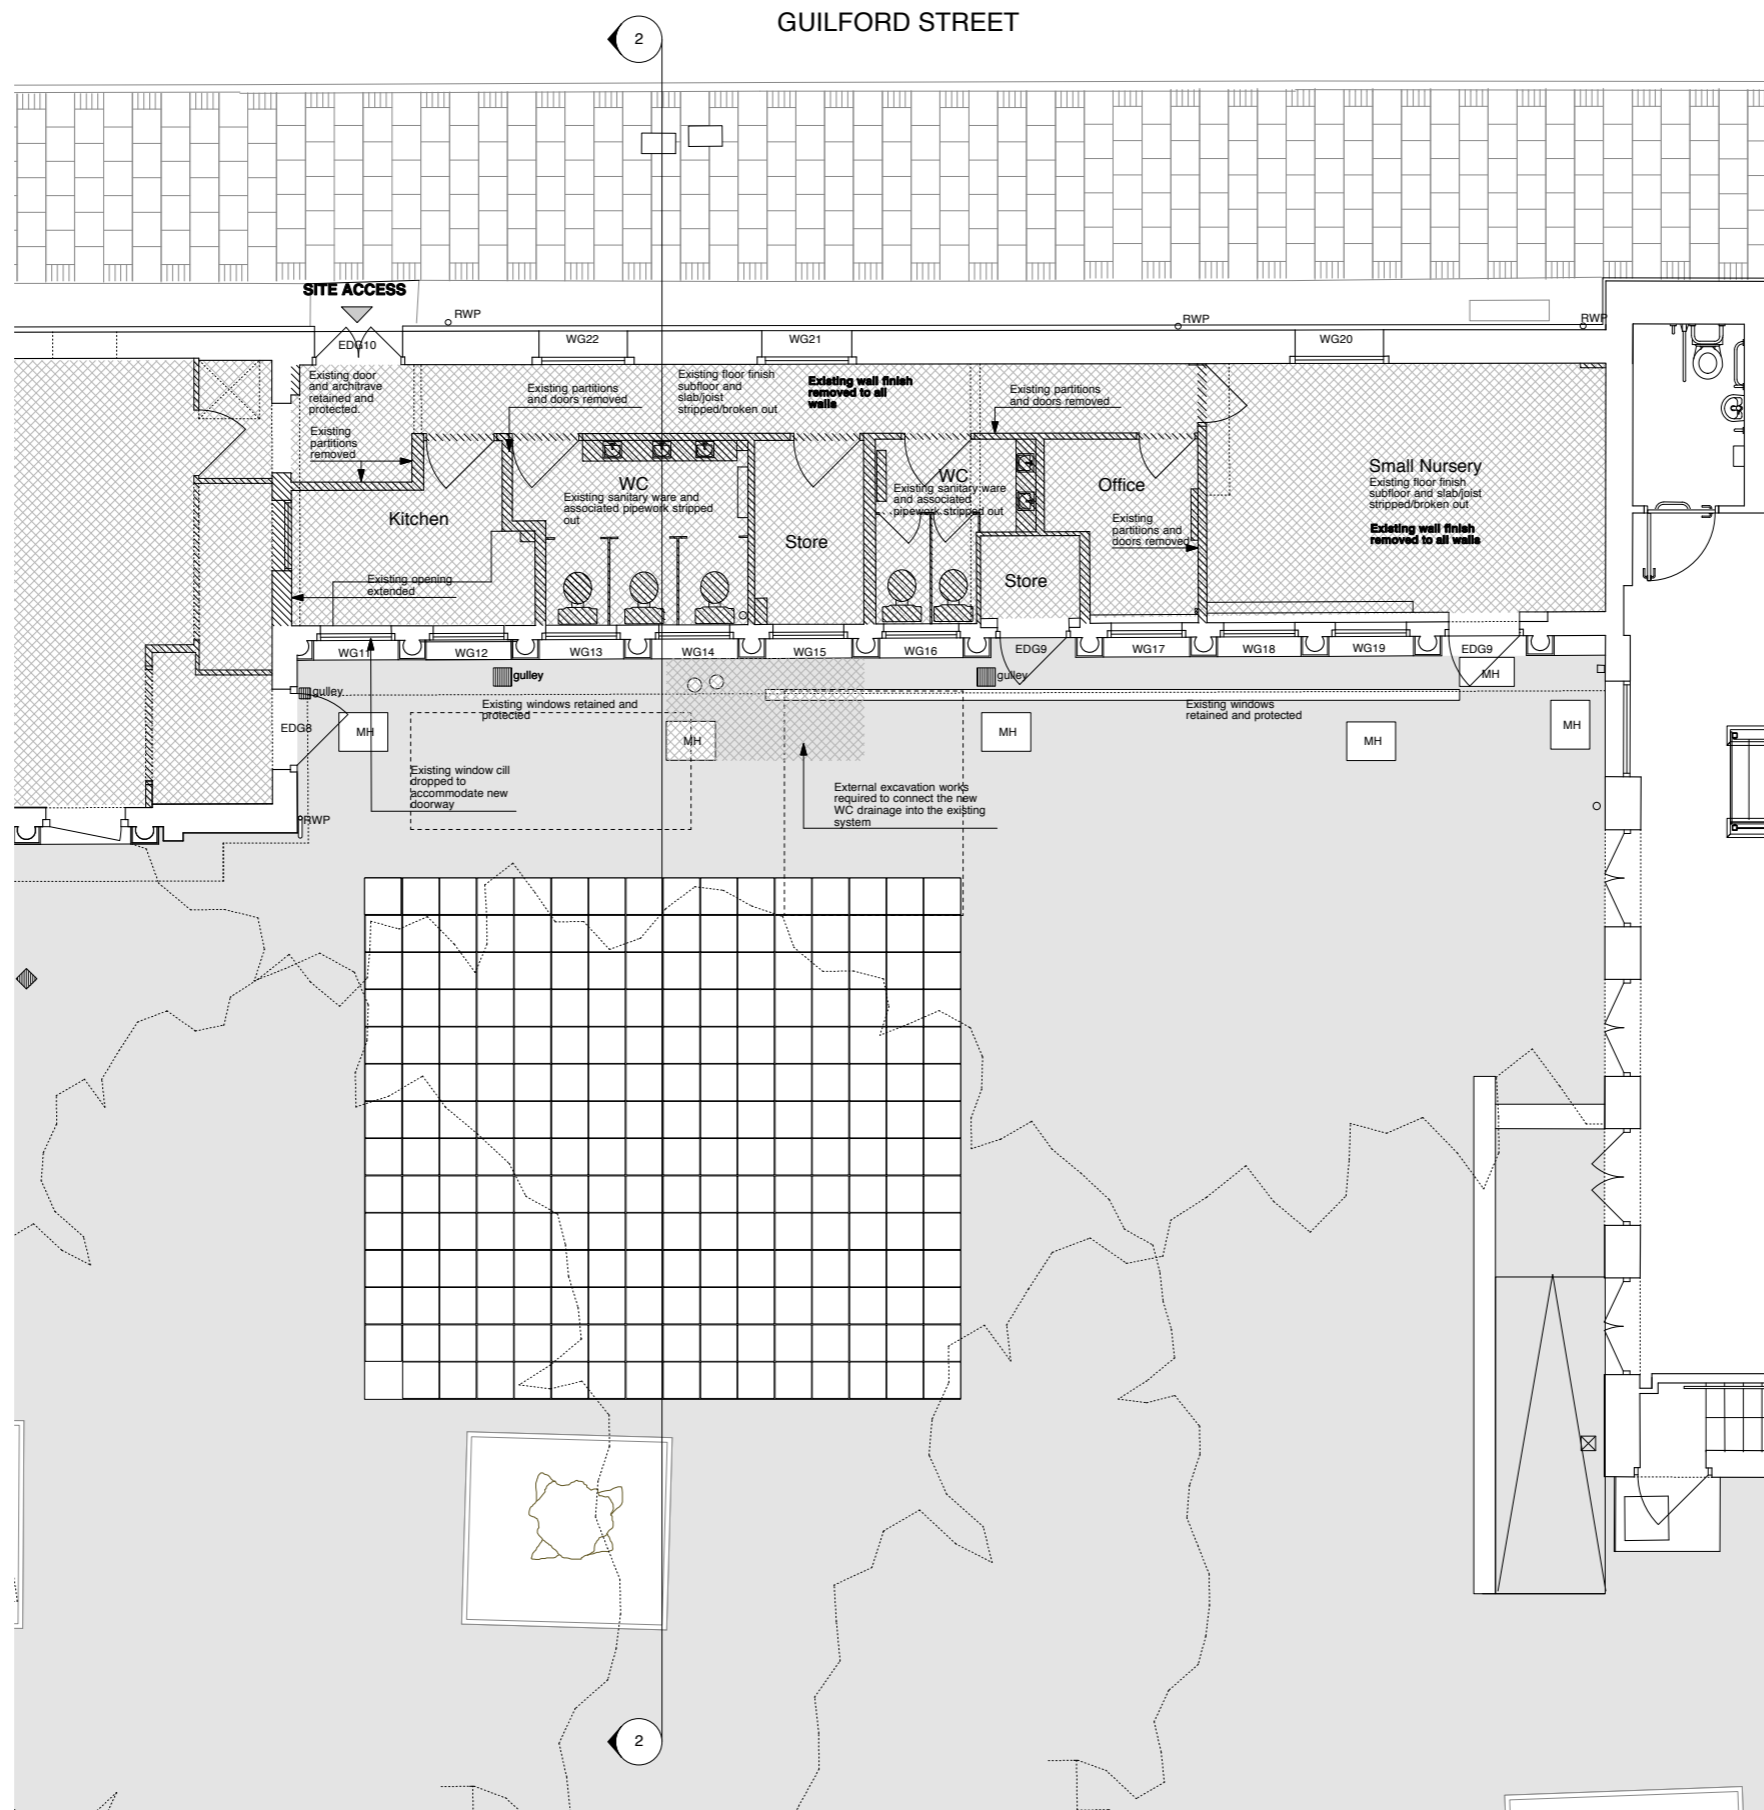 GUILFORD STREET
2
SITE ACCESS
RWP
RWP
RWP
EDG10
WG22
WG21
WG20
Existing door
and architrave
retained and
protected.
Existing partitions
and doors removed
Existing floor finish
subfloor and
slab/joist
stripped/broken out
Existing wall finish
removed to all
walls
Existing partitions
and doors removed
Existing
partitions
removed
Kitchen
WC
Existing sanitary ware and
associated pipework stripped
out
Store
WC
Existing sanitary ware
and associated
pipework stripped out
Office
Existing
partitions and
doors removed
Store
Small Nursery
Existing floor finish
subfloor and slab/joist
stripped/broken out
Existing wall finish
removed to all walls
Existing opening
extended
WG11
WG12
WG13
WG14
WG15
WG16
EDG9
WG17
WG18
WG19
EDG9
gulley
gulley
gulley
MH
Existing windows retained and
protected
Existing windows
retained and protected
EDG8
MH
MH
MH
MH
MH
Existing window cill
dropped to
accommodate new
doorway
External excavation works
required to connect the new
WC drainage into the existing
system
RWP
2